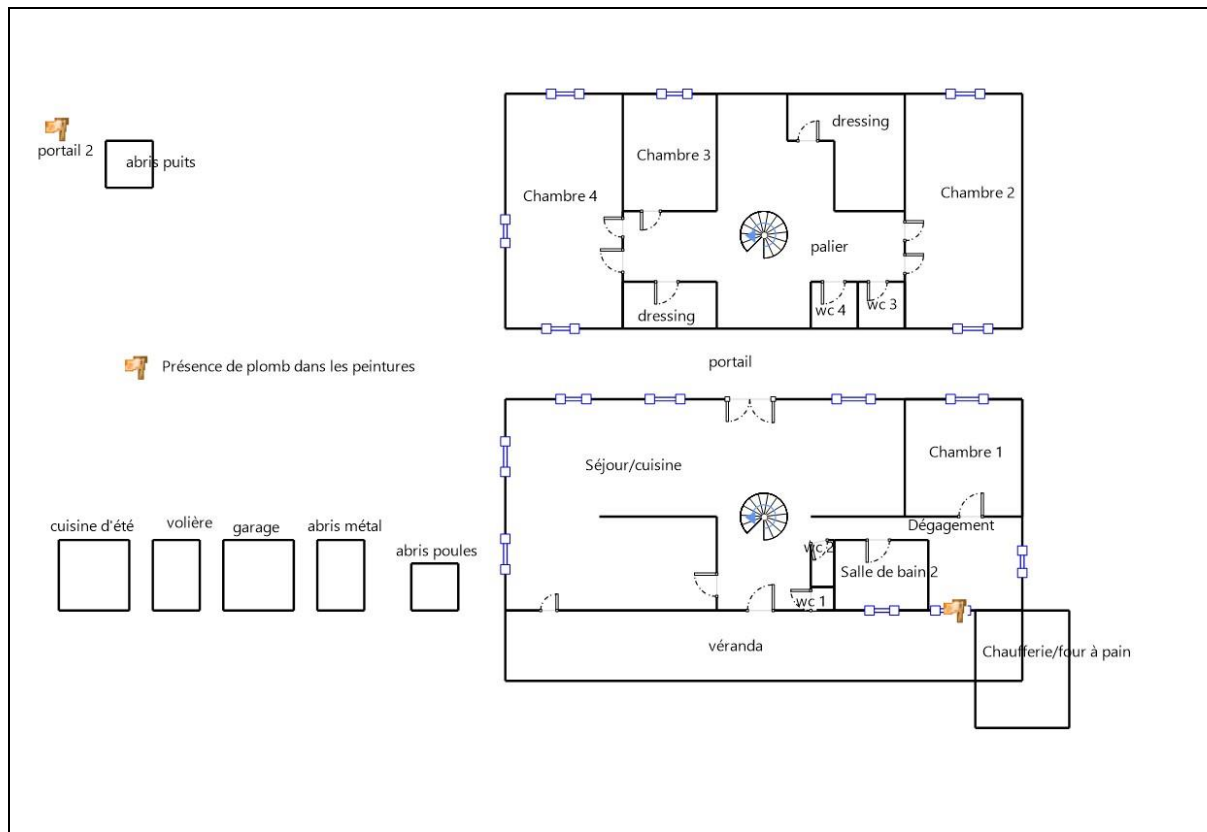 portail 2
abris puits
dressing
Chambre 3
Chambre 4
Chambre 2
palier
wc 4
wc 3
dressing
Présence de plomb dans les peintures
portail
Chambre 1
Séjour/cuisine
cuisine d'été
volière
garage
abris métal
Dégagement
abris poules
wc 2
Salle de bain 2
wc 1
véranda
Chaufferie/four à pain